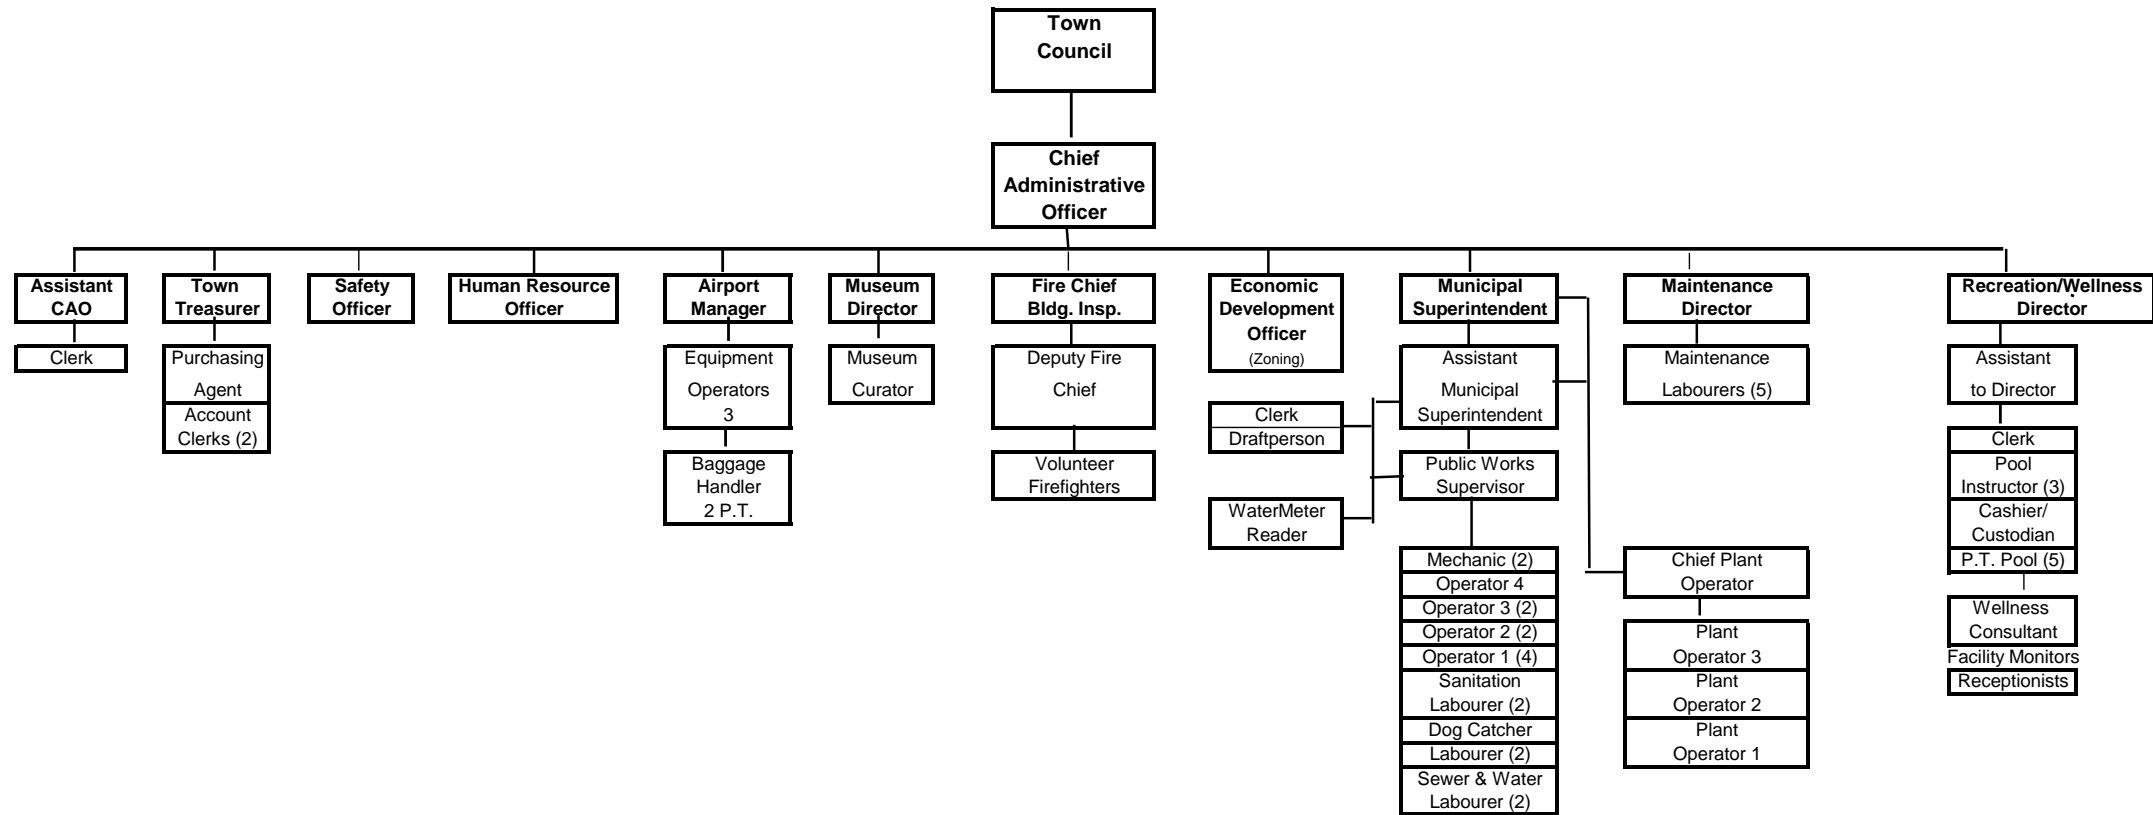 Town
Council
Chief
Administrative
Officer
Assistant
CAO
Town
Treasurer
Safety
Officer
Human Resource
Officer
Airport
Manager
Museum
Director
Fire Chief
Bldg. Insp.
Economic
Development
Officer
(Zoning)
Municipal
Superintendent
Maintenance
Director
Recreation/Wellness
Director
Clerk
Purchasing
Agent
Account
Clerks (2)
Equipment
Operators
3
Baggage
Handler
2 P.T.
Museum
Curator
Deputy Fire
Chief
Volunteer
Firefighters
Clerk
Draftperson
WaterMeter
Reader
Assistant
Municipal
Superintendent
Public Works
Supervisor
Mechanic (2)
Operator 4
Operator 3 (2)
Operator 2 (2)
Operator 1 (4)
Sanitation
Labourer (2)
Dog Catcher
Labourer (2)
Sewer & Water
Labourer (2)
Maintenance
Labourers (5)
Chief Plant
Operator
Plant
Operator 3
Plant
Operator 2
Plant
Operator 1
Assistant
to Director
Clerk
Pool
Instructor (3)
Cashier/
Custodian
P.T. Pool (5)
Wellness
Consultant
Facility Monitors
Receptionists